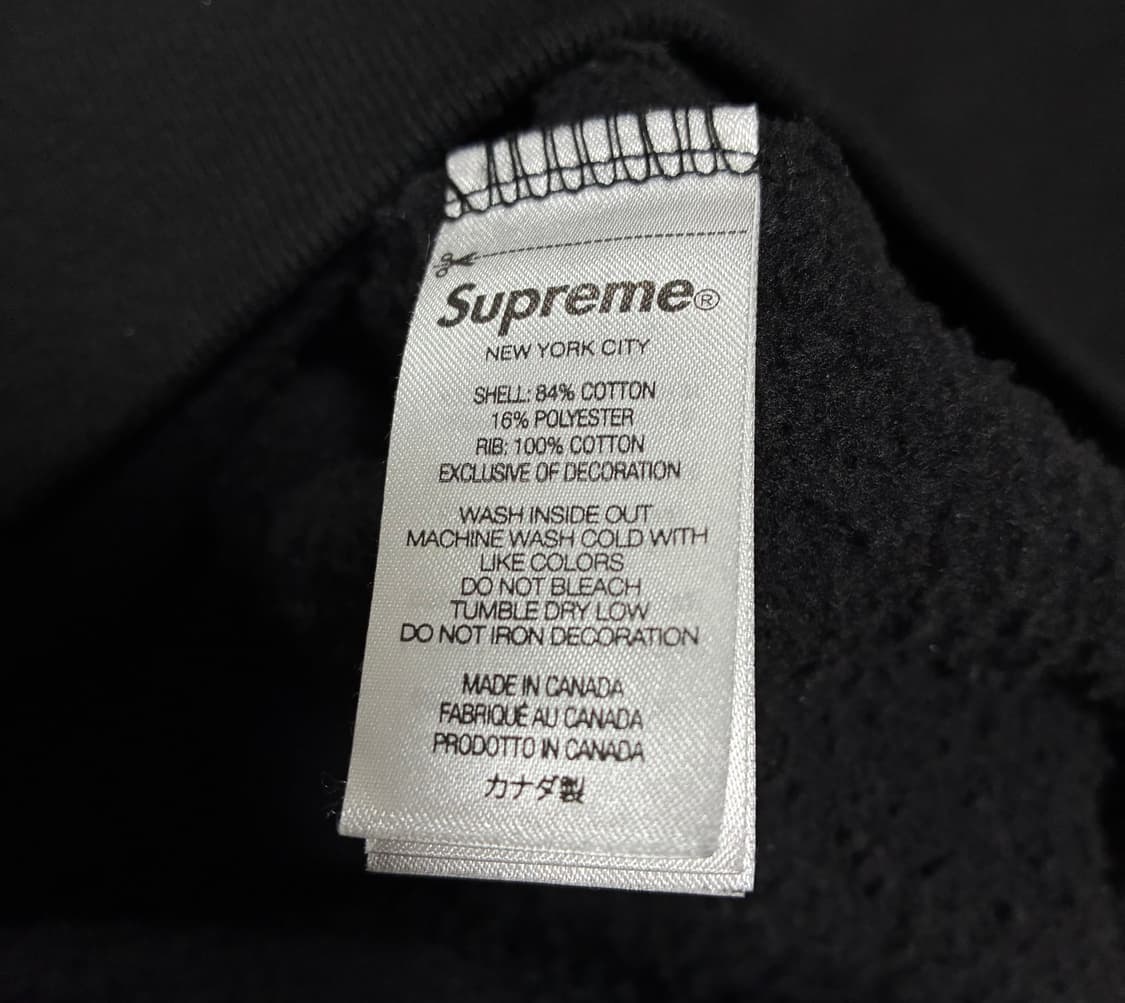 Supreme®
NEW YORK CITY
SHELL: 84% COTTON
16% POLYESTER
RIB: 100% COTTON
EXCLUSIVE OF DECORATION
WASH INSIDE OUT
MACHINE WASH COLD WITH
LIKE COLORS
DO NOT BLEACH
TUMBLE DRY LOW
DO NOT IRON DECORATION
MADE IN CANADA
FABRIQUÉ AU CANADA
PRODOTTO IN CANADA
カナダ製